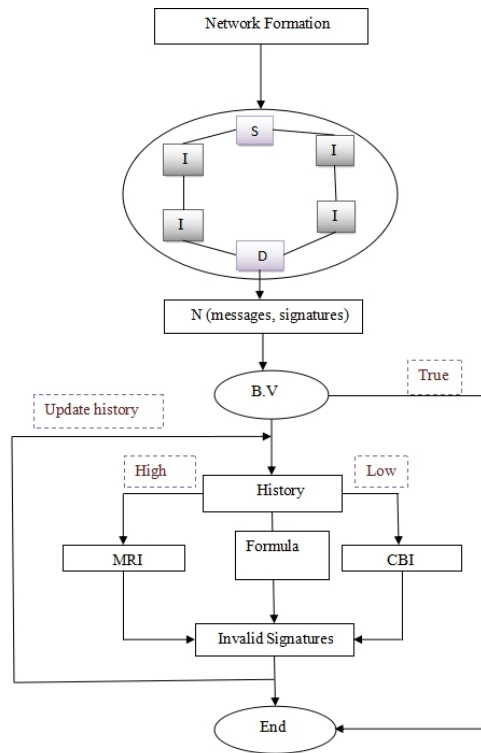 Network Formation
S
I
I
I
I
D
N (messages, signatures)
B.V
True
Update history
High
History
Low
MRI
Formula
CBI
Invalid Signatures
End